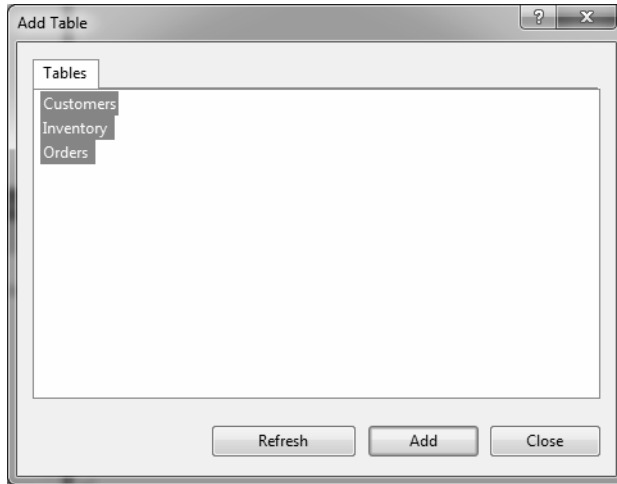 Add Table
?
X
Tables
Customers
Inventory
Orders
Refresh
Add
Close